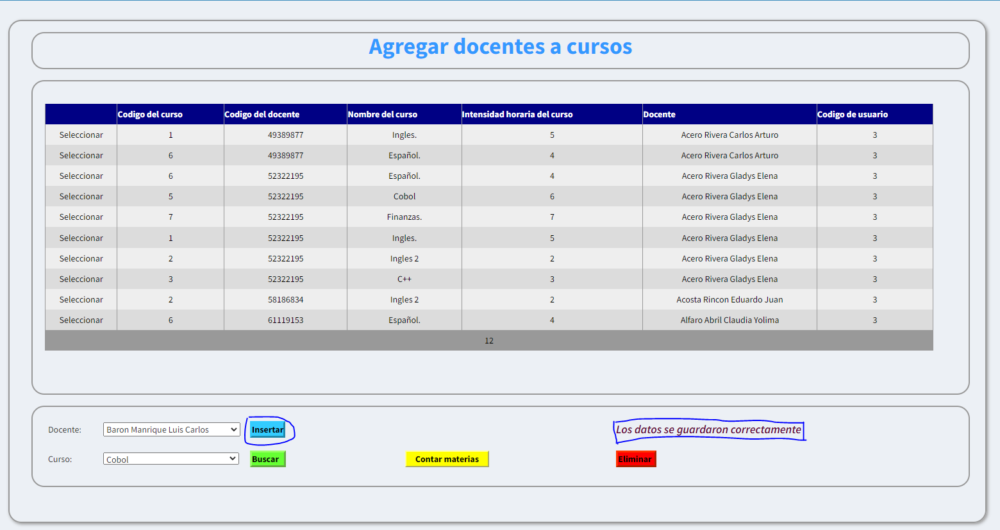 Agregar docentes a cursos
Codigo del curso Codigo del docente Nombre del curso Intensidad horaria del curso Docente Codigo de usuario
Seleccionar 1 49389877 Ingles. 5 Acero Rivera Carlos Arturo 3
Seleccionar 6 49389877 Español. 4 Acero Rivera Carlos Arturo 3
Seleccionar 6 52322195 Español. 4 Acero Rivera Gladys Elena 3
Seleccionar 5 52322195 Cobol 6 Acero Rivera Gladys Elena 3
Seleccionar 7 52322195 Finanzas. 7 Acero Rivera Gladys Elena 3
Seleccionar 1 52322195 Ingles. 5 Acero Rivera Gladys Elena 3
Seleccionar 2 52322195 Ingles 2 2 Acero Rivera Gladys Elena 3
Seleccionar 3 52322195 C++ 3 Acero Rivera Gladys Elena 3
Seleccionar 2 58186834 Ingles 2 2 Acosta Rincon Eduardo Juan 3
Seleccionar 6 61119153 Español. 4 Alfaro Abril Claudia Yolima 3
12
Docente: Baron Manrique Luis Carlos Insertar Los datos se guardaron correctamente
Curso: Cobol Buscar Contar materias Eliminar